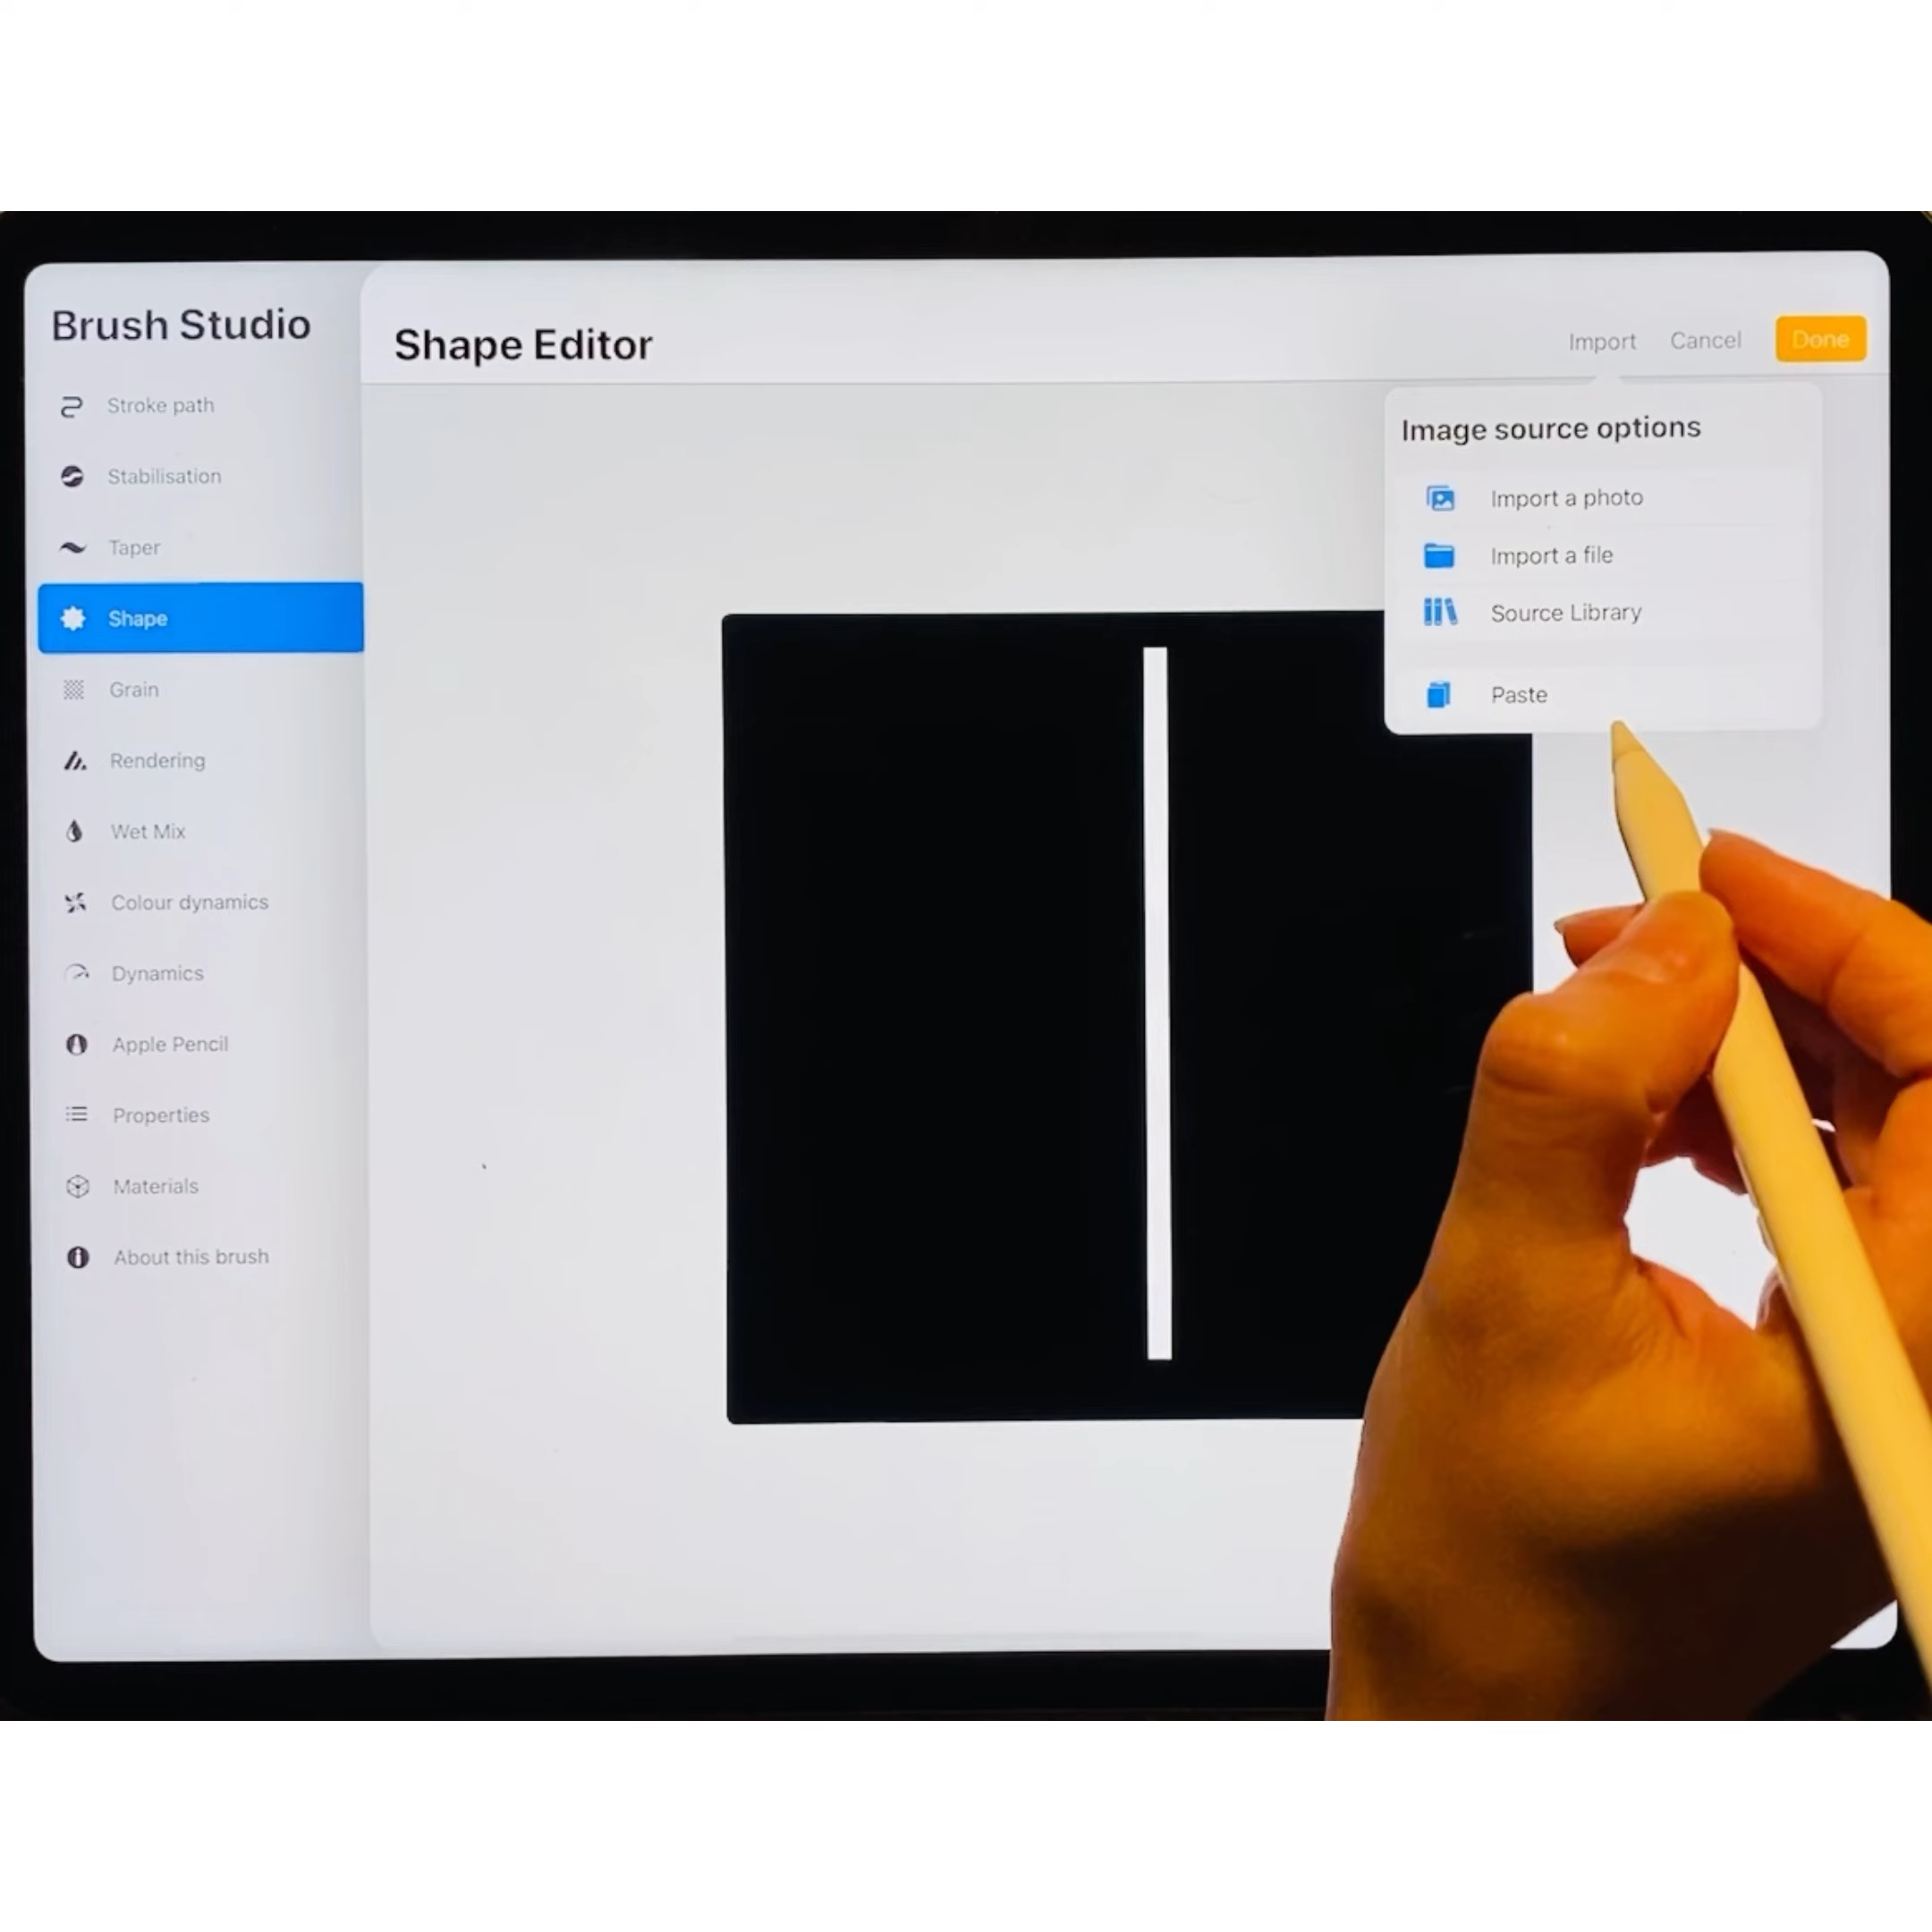 Brush Studio
Stroke path
Stabilisation
Taper
Shape
Grain
Rendering
Wet Mix
Colour dynamics
Dynamics
Apple Pencil
Properties
Materials
About this brush
Shape Editor
Import Cancel Done
Image source options
Import a photo
Import a file
Source Library
Paste